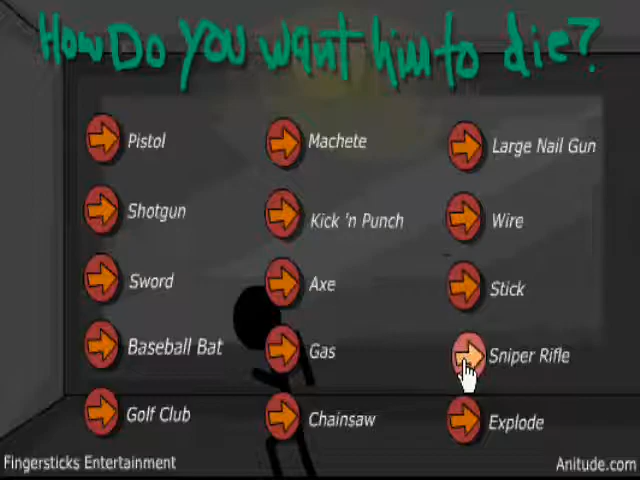 How Do you want him to die?
Pistol Machete Large Nail Gun
Shotgun Kick 'n Punch Wire
Sword Axe Stick
Baseball Bat Gas Sniper Rifle
Golf Club Chainsaw Explode
Fingersticks Entertainment Anitude.com